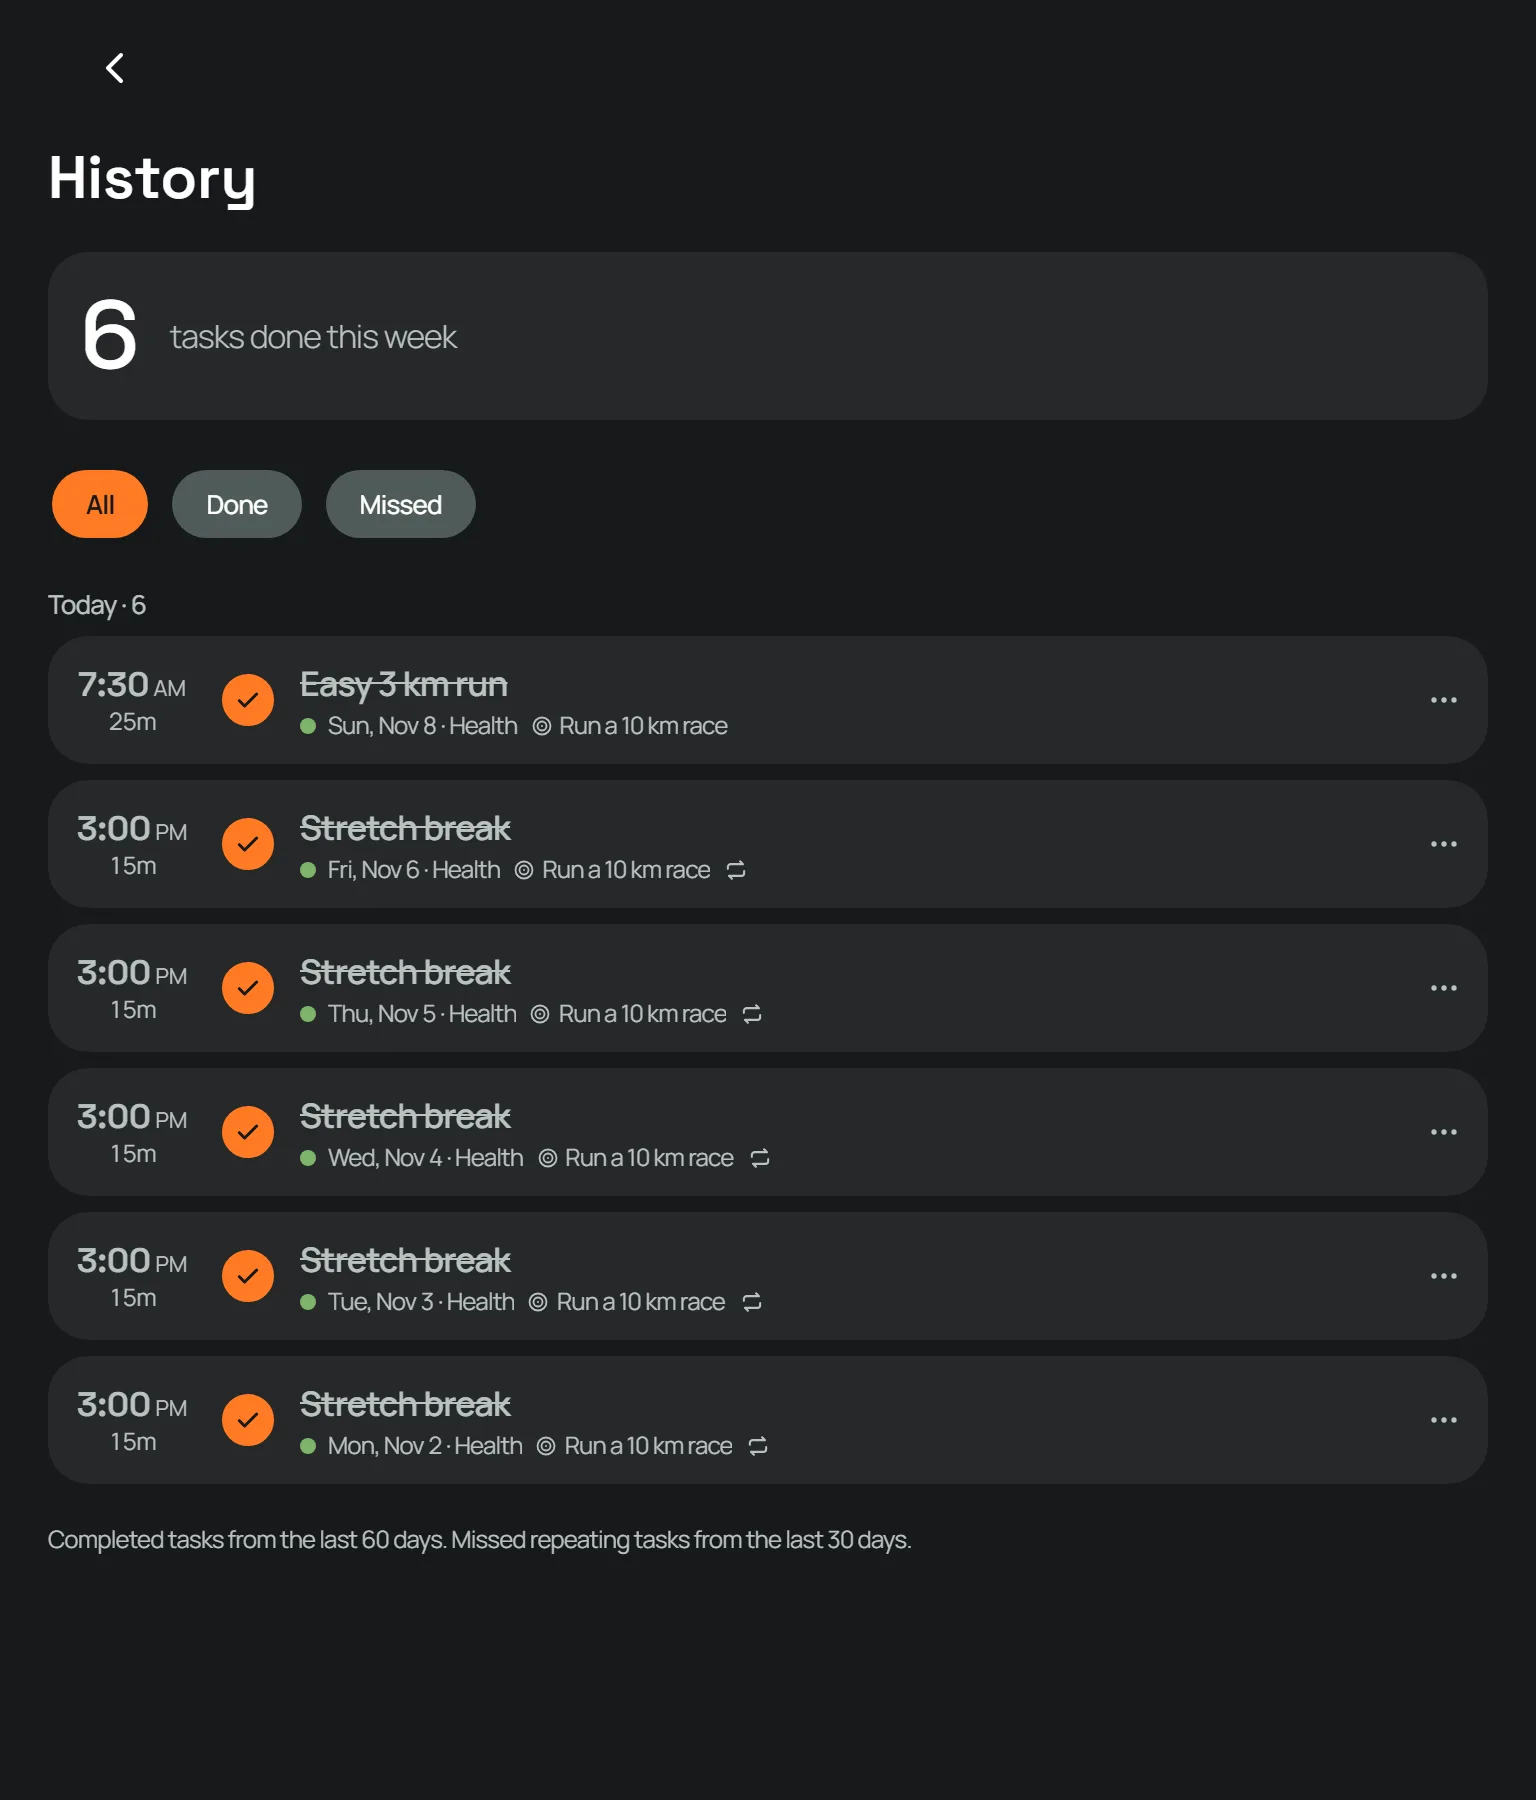 History
6 tasks done this week
All Done Missed
Today · 6
7:30 AM Easy 3 km run
25m Sun, Nov 8 · Health Run a 10 km race
3:00 PM Stretch break
15m Fri, Nov 6 · Health Run a 10 km race
3:00 PM Stretch break
15m Thu, Nov 5 · Health Run a 10 km race
3:00 PM Stretch break
15m Wed, Nov 4 · Health Run a 10 km race
3:00 PM Stretch break
15m Tue, Nov 3 · Health Run a 10 km race
3:00 PM Stretch break
15m Mon, Nov 2 · Health Run a 10 km race
Completed tasks from the last 60 days. Missed repeating tasks from the last 30 days.